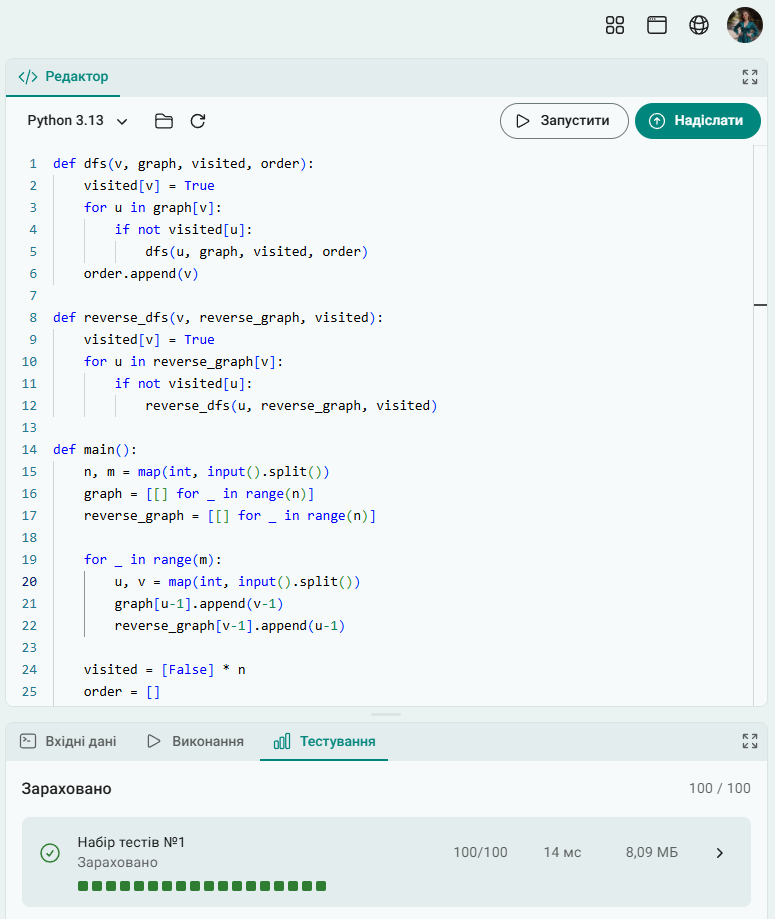 </> Редактор
Python 3.13
Запустити
Надіслати
1 def dfs(v, graph, visited, order):
2     visited[v] = True
3     for u in graph[v]:
4         if not visited[u]:
5             dfs(u, graph, visited, order)
6     order.append(v)
7
8 def reverse_dfs(v, reverse_graph, visited):
9     visited[v] = True
10     for u in reverse_graph[v]:
11         if not visited[u]:
12             reverse_dfs(u, reverse_graph, visited)
13
14 def main():
15     n, m = map(int, input().split())
16     graph = [[] for _ in range(n)]
17     reverse_graph = [[] for _ in range(n)]
18
19     for _ in range(m):
20         u, v = map(int, input().split())
21         graph[u-1].append(v-1)
22         reverse_graph[v-1].append(u-1)
23
24     visited = [False] * n
25     order = []
Вхідні дані
Виконання
Тестування
Зараховано 100 / 100
Набір тестів №1
Зараховано
100/100 14 мс 8,09 МБ